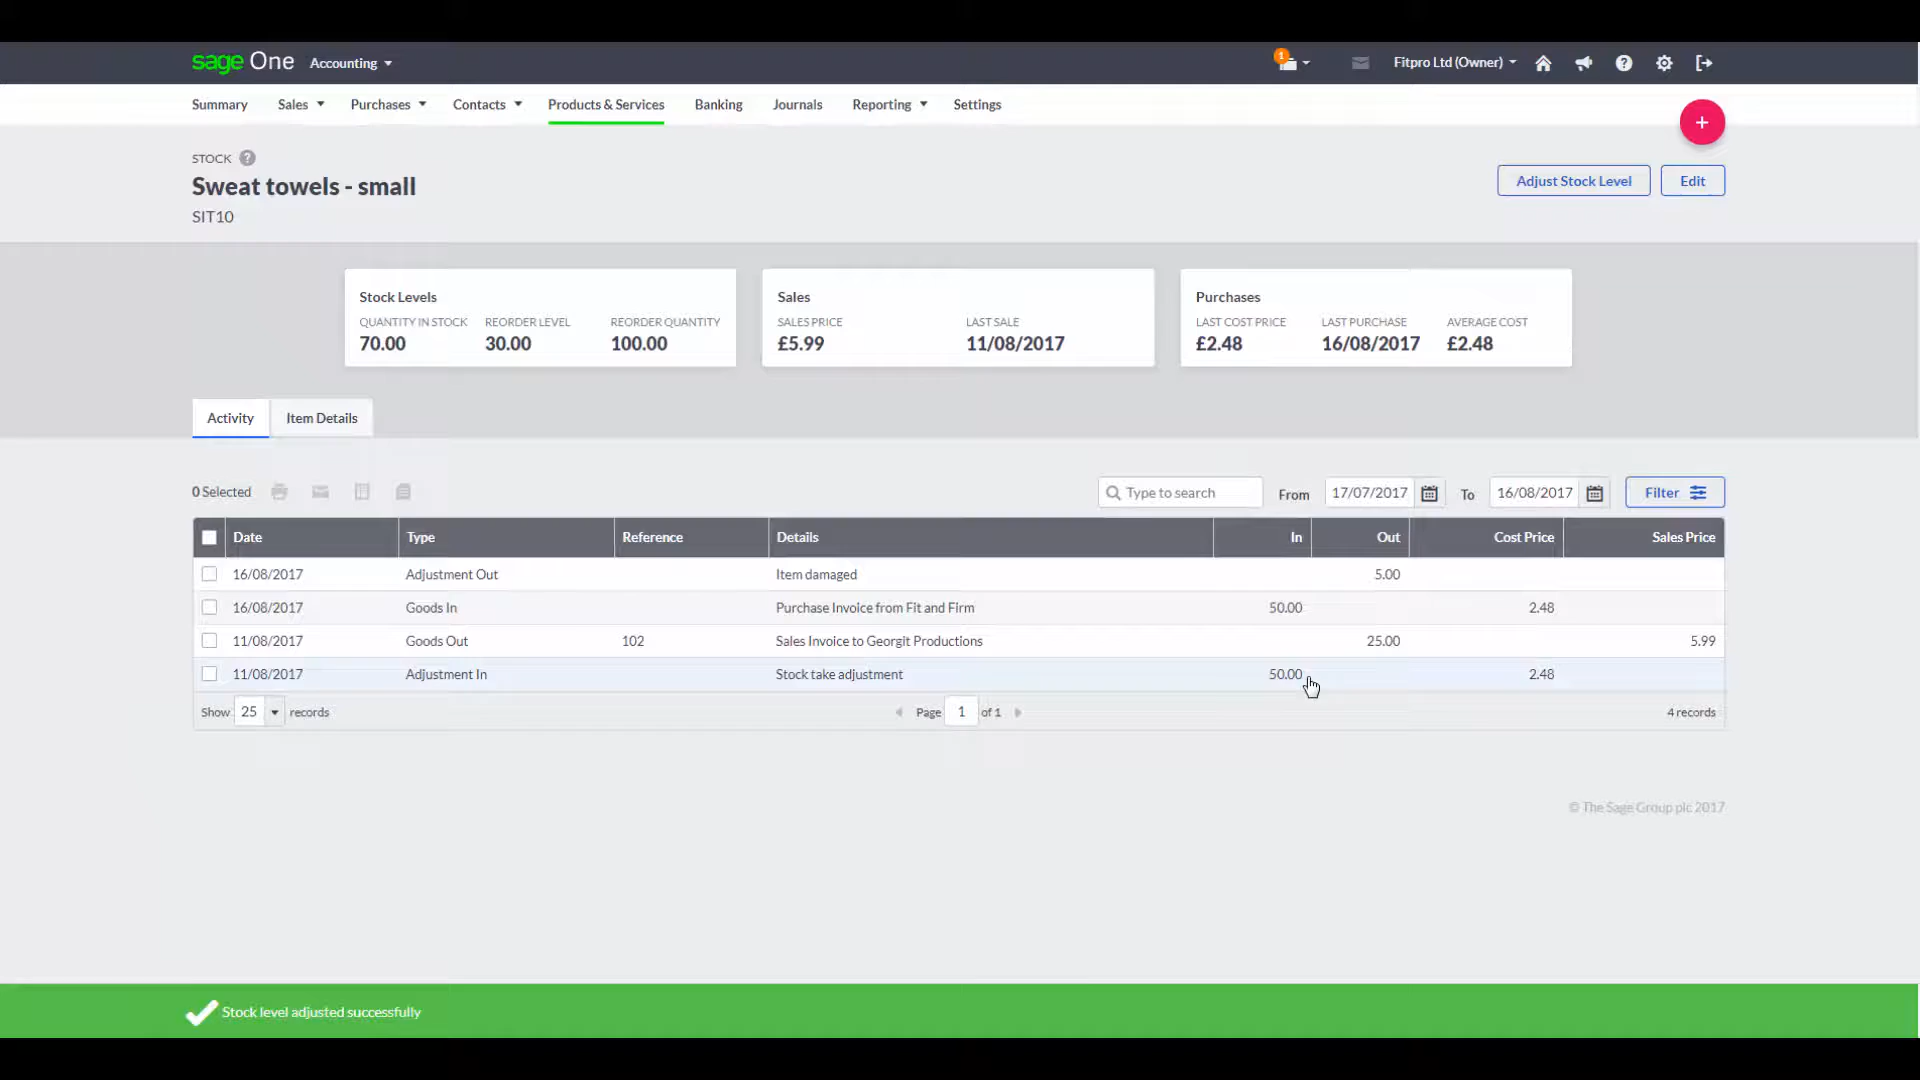 sage One Accounting 1 Fitpro Ltd (Owner)
Summary Sales Purchases Contacts Products & Services Banking Journals Reporting Settings
+
STOCK ?
Sweat towels - small
SIT10
Adjust Stock Level Edit
Stock Levels
QUANTITY IN STOCK REORDER LEVEL REORDER QUANTITY
70.00 30.00 100.00
Sales
SALES PRICE LAST SALE
£5.99 11/08/2017
Purchases
LAST COST PRICE LAST PURCHASE AVERAGE COST
£2.48 16/08/2017 £2.48
Activity Item Details
0 Selected Type to search From 17/07/2017 To 16/08/2017 Filter
Date Type Reference Details In Out Cost Price Sales Price
16/08/2017 Adjustment Out Item damaged 5.00
16/08/2017 Goods In Purchase Invoice from Fit and Firm 50.00 2.48
11/08/2017 Goods Out 102 Sales Invoice to Georgit Productions 25.00 5.99
11/08/2017 Adjustment In Stock take adjustment 50.00 2.48
Show 25 records Page 1 of 1 4 records
© The Sage Group plc 2017
Stock level adjusted successfully